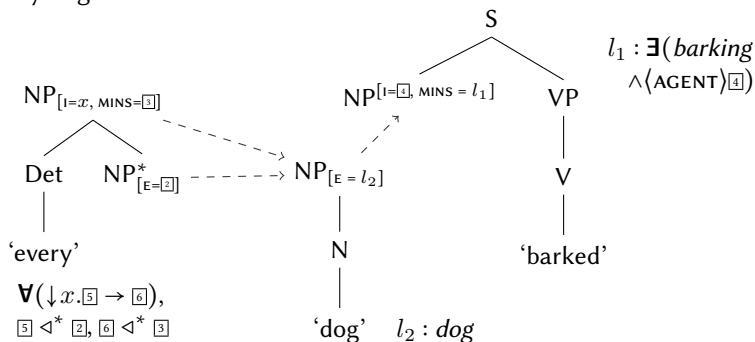 S
l₁ : ∃(barking
∧⟨AGENT⟩4)
NP[I=x, MINS=3] NP[I=4, MINS = l₁] VP
Det NP*[E=2] NP[E = l₂] V
‘every’ N ‘barked’
∀(↓x.5 → 6),
5 ◁* 2, 6 ◁* 3 ‘dog’ l₂ : dog